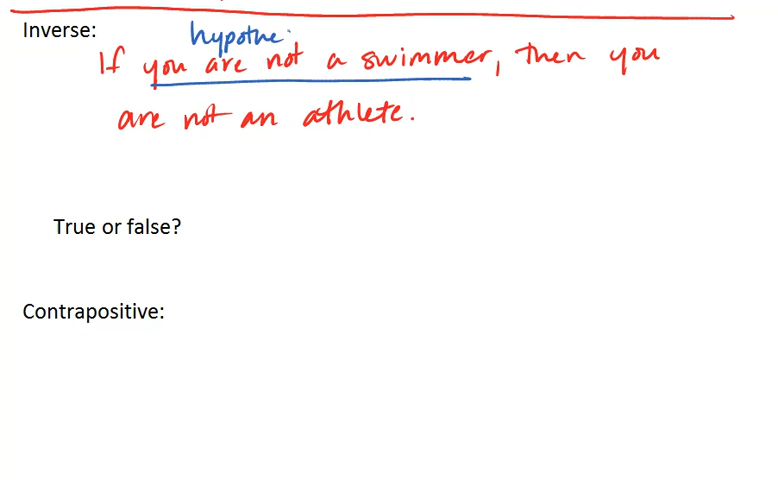 Inverse:
hypothe.
If you are not a swimmer, then you
are not an athlete.
True or false?
Contrapositive: